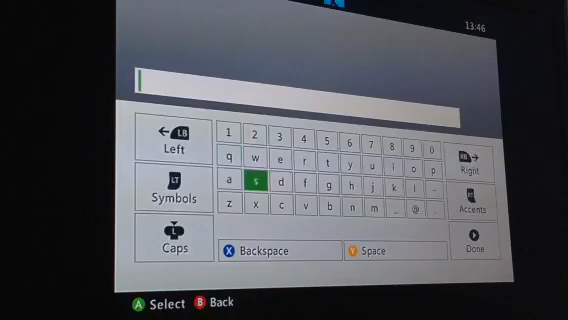 13:46
LB
Left
1 2 3 4 5 6 7 8 9 0
RB
Right
q w e r t y u i o p
LT
Symbols
a s d f g h j k l -
RT
Accents
z x c v b n m _ @ .
L
Caps
X Backspace
Y Space
Done
A Select B Back